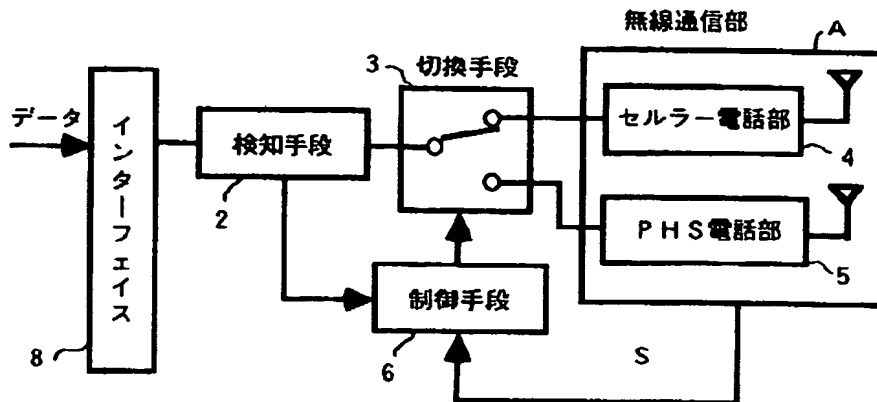 無線通信部
A
3
切換手段
データ
インターフェイス
検知手段
2
セルラー電話部
4
PHS電話部
5
制御手段
6
8
S